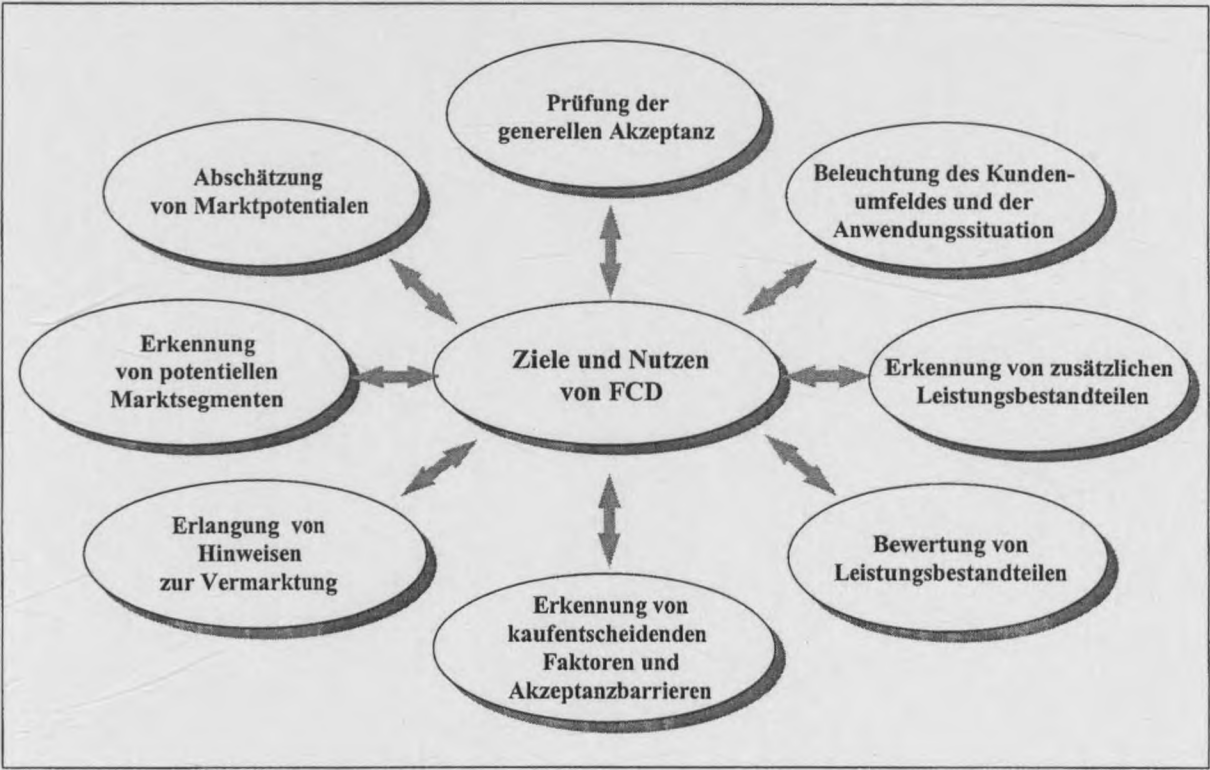 Prüfung der
generellen Akzeptanz
Abschätzung
von Marktpotentialen
Beleuchtung des Kunden-
umfeldes und der
Anwendungssituation
Erkennung
von potentiellen
Marktsegmenten
Ziele und Nutzen
von FCD
Erkennung von zusätzlichen
Leistungsbestandteilen
Erlangung von
Hinweisen
zur Vermarktung
Bewertung von
Leistungsbestandteilen
Erkennung von
kaufentscheidenden
Faktoren und
Akzeptanzbarrieren